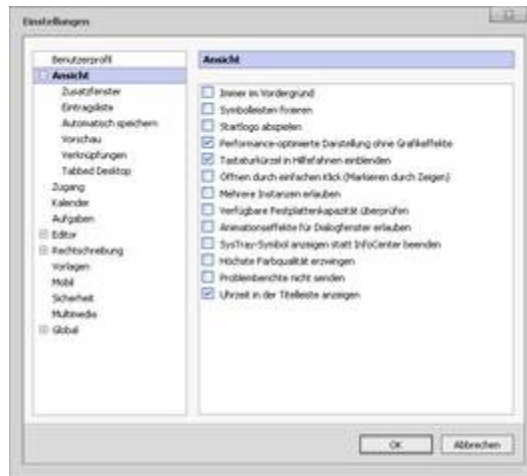 Einstellungen
Benutzerprofil
Ansicht
Zusatzfenster
Eintragsliste
Automatisch speichern
Vorschau
Verknüpfungen
Tabbed Desktop
Zugang
Kalender
Aufgaben
Editor
Rechtschreibung
Vorlagen
Mobil
Sicherheit
Multimedia
Global
Ansicht
Immer im Vordergrund
Symbolleisten fixieren
Startlogo abspielen
Performance-optimierte Darstellung ohne Grafikeffekte
Tastaturkürzel in Hilfefahnen einblenden
Öffnen durch einfachen Klick (Markieren durch Zeigen)
Mehrere Instanzen erlauben
Verfügbare Festplattenkapazität überprüfen
Animationseffekte für Dialogfenster erlauben
SysTray-Symbol anzeigen statt InfoCenter beenden
Höchste Farbqualität erzwingen
Problemberichte nicht senden
Uhrzeit in der Titelleiste anzeigen
OK
Abbrechen